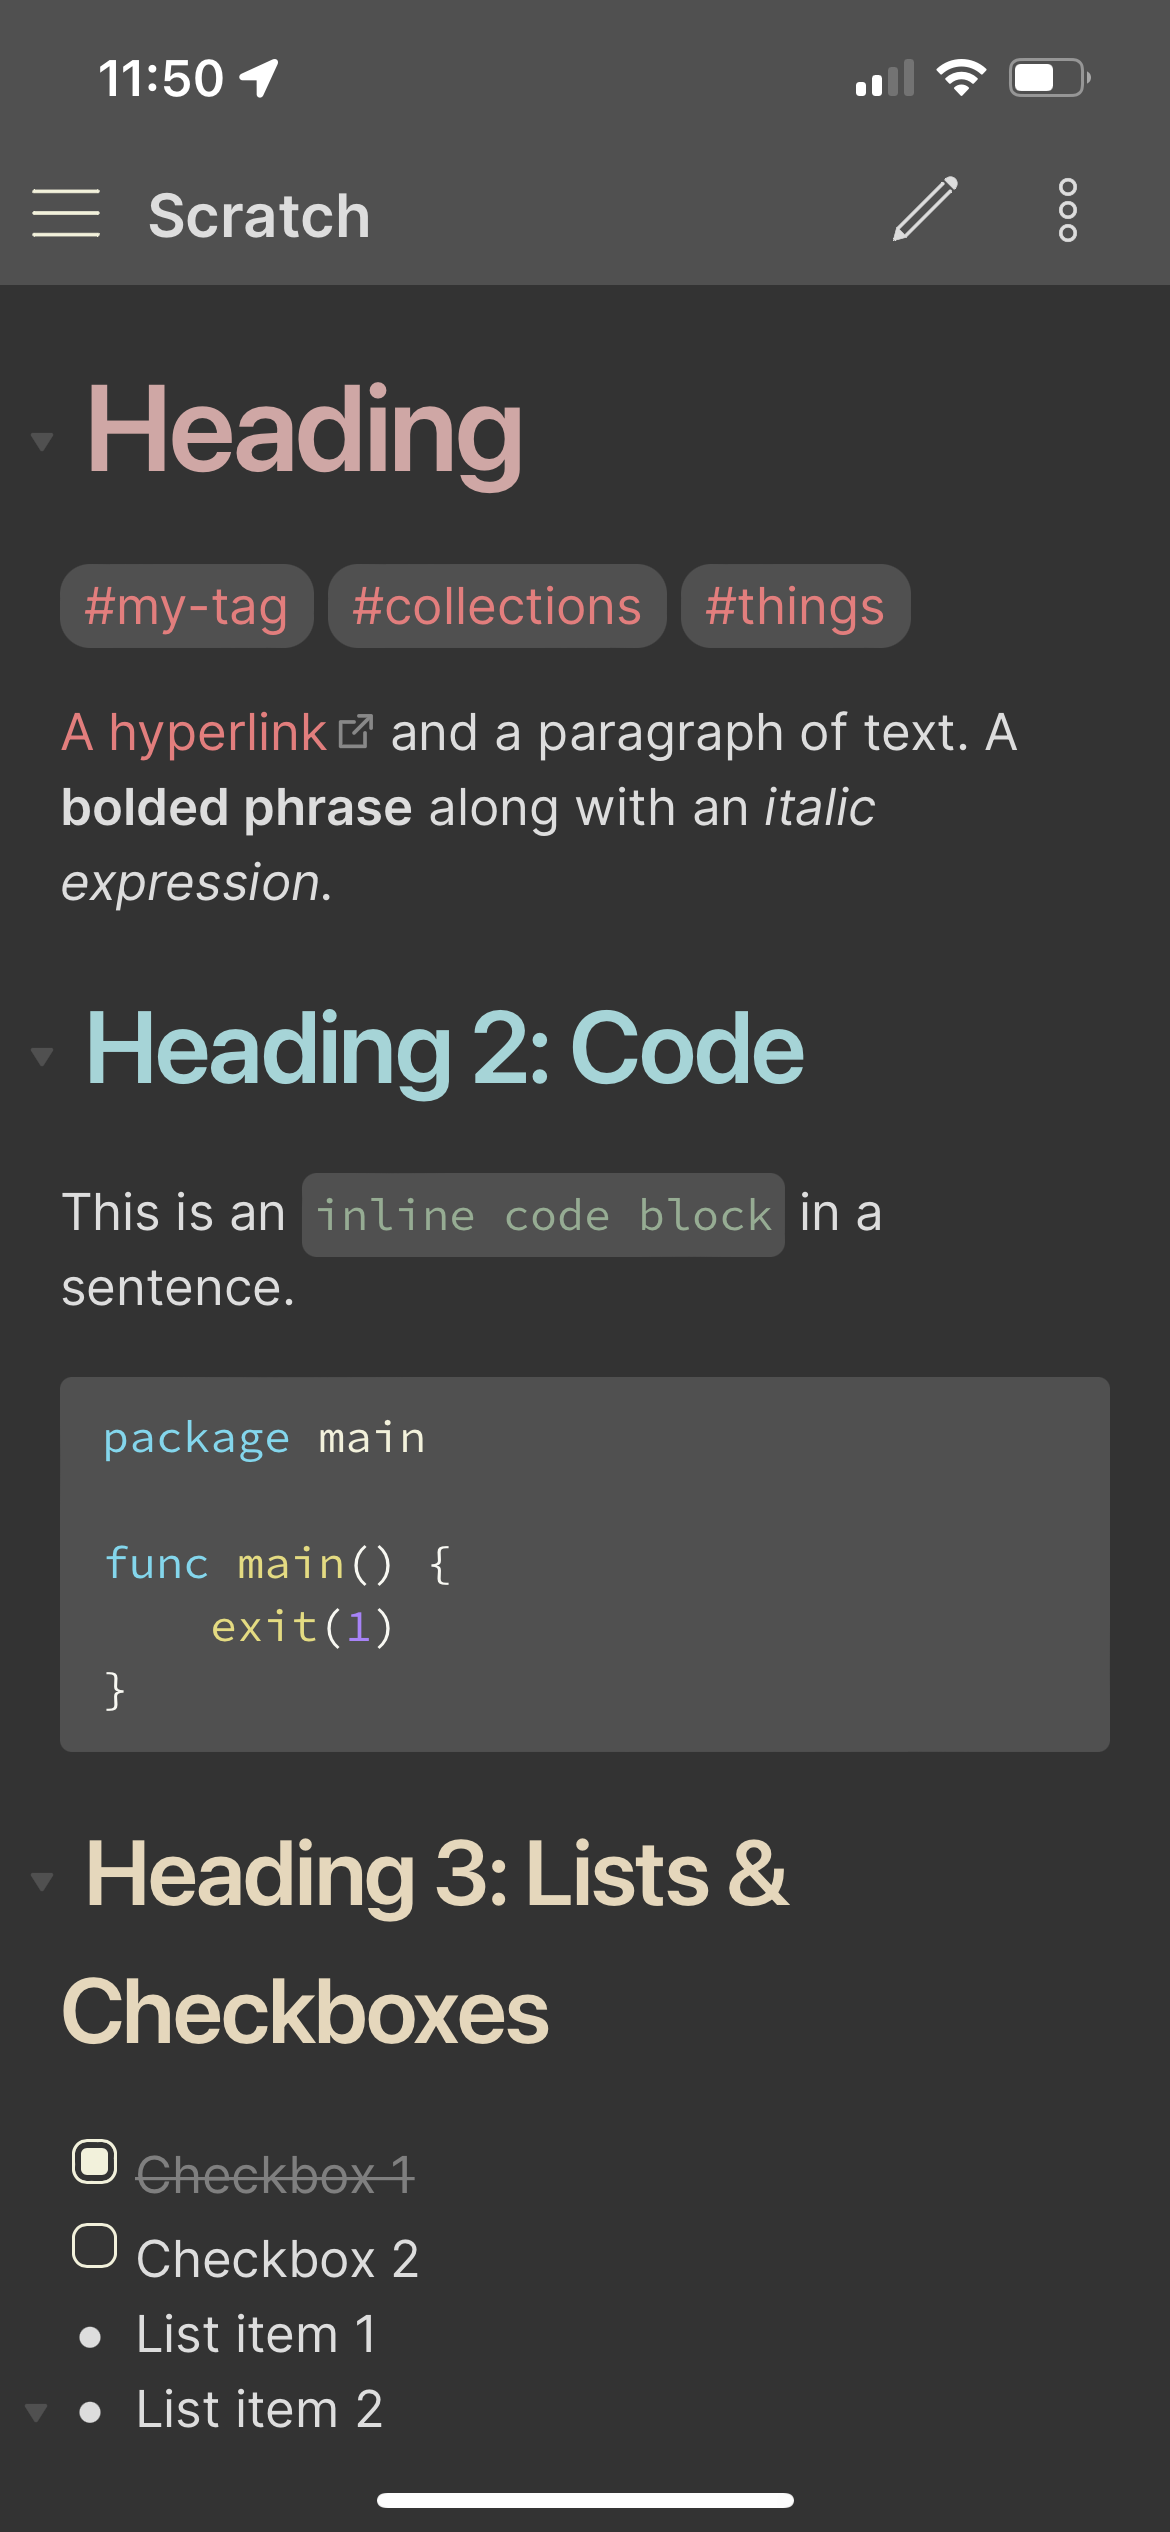 11:50
Scratch
Heading
#my-tag #collections #things
A hyperlink and a paragraph of text. A
bolded phrase along with an italic
expression.
Heading 2: Code
This is an inline code block in a
sentence.
package main
func main() {
    exit(1)
}
Heading 3: Lists &
Checkboxes
Checkbox 1
Checkbox 2
List item 1
List item 2